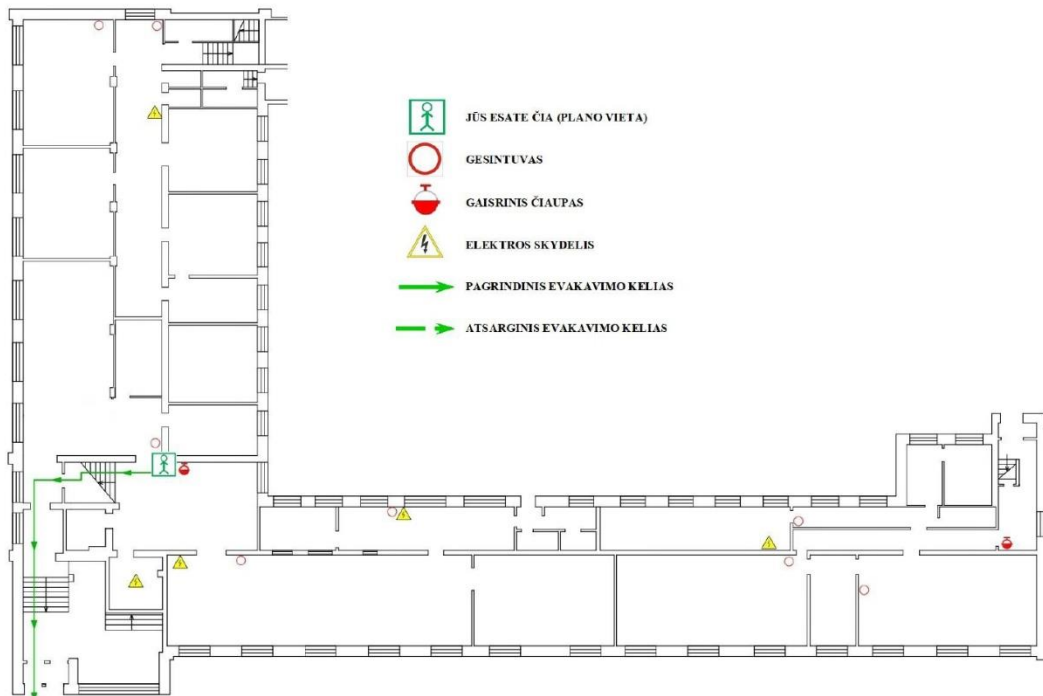 JŪS ESATE ČIA (PLANO VIETA)
GESINTUVAS
GAISRINIS ČIAUPAS
ELEKTROS SKYDELIS
PAGRINDINIS EVAKAVIMO KELIAS
ATSARGINIS EVAKAVIMO KELIAS